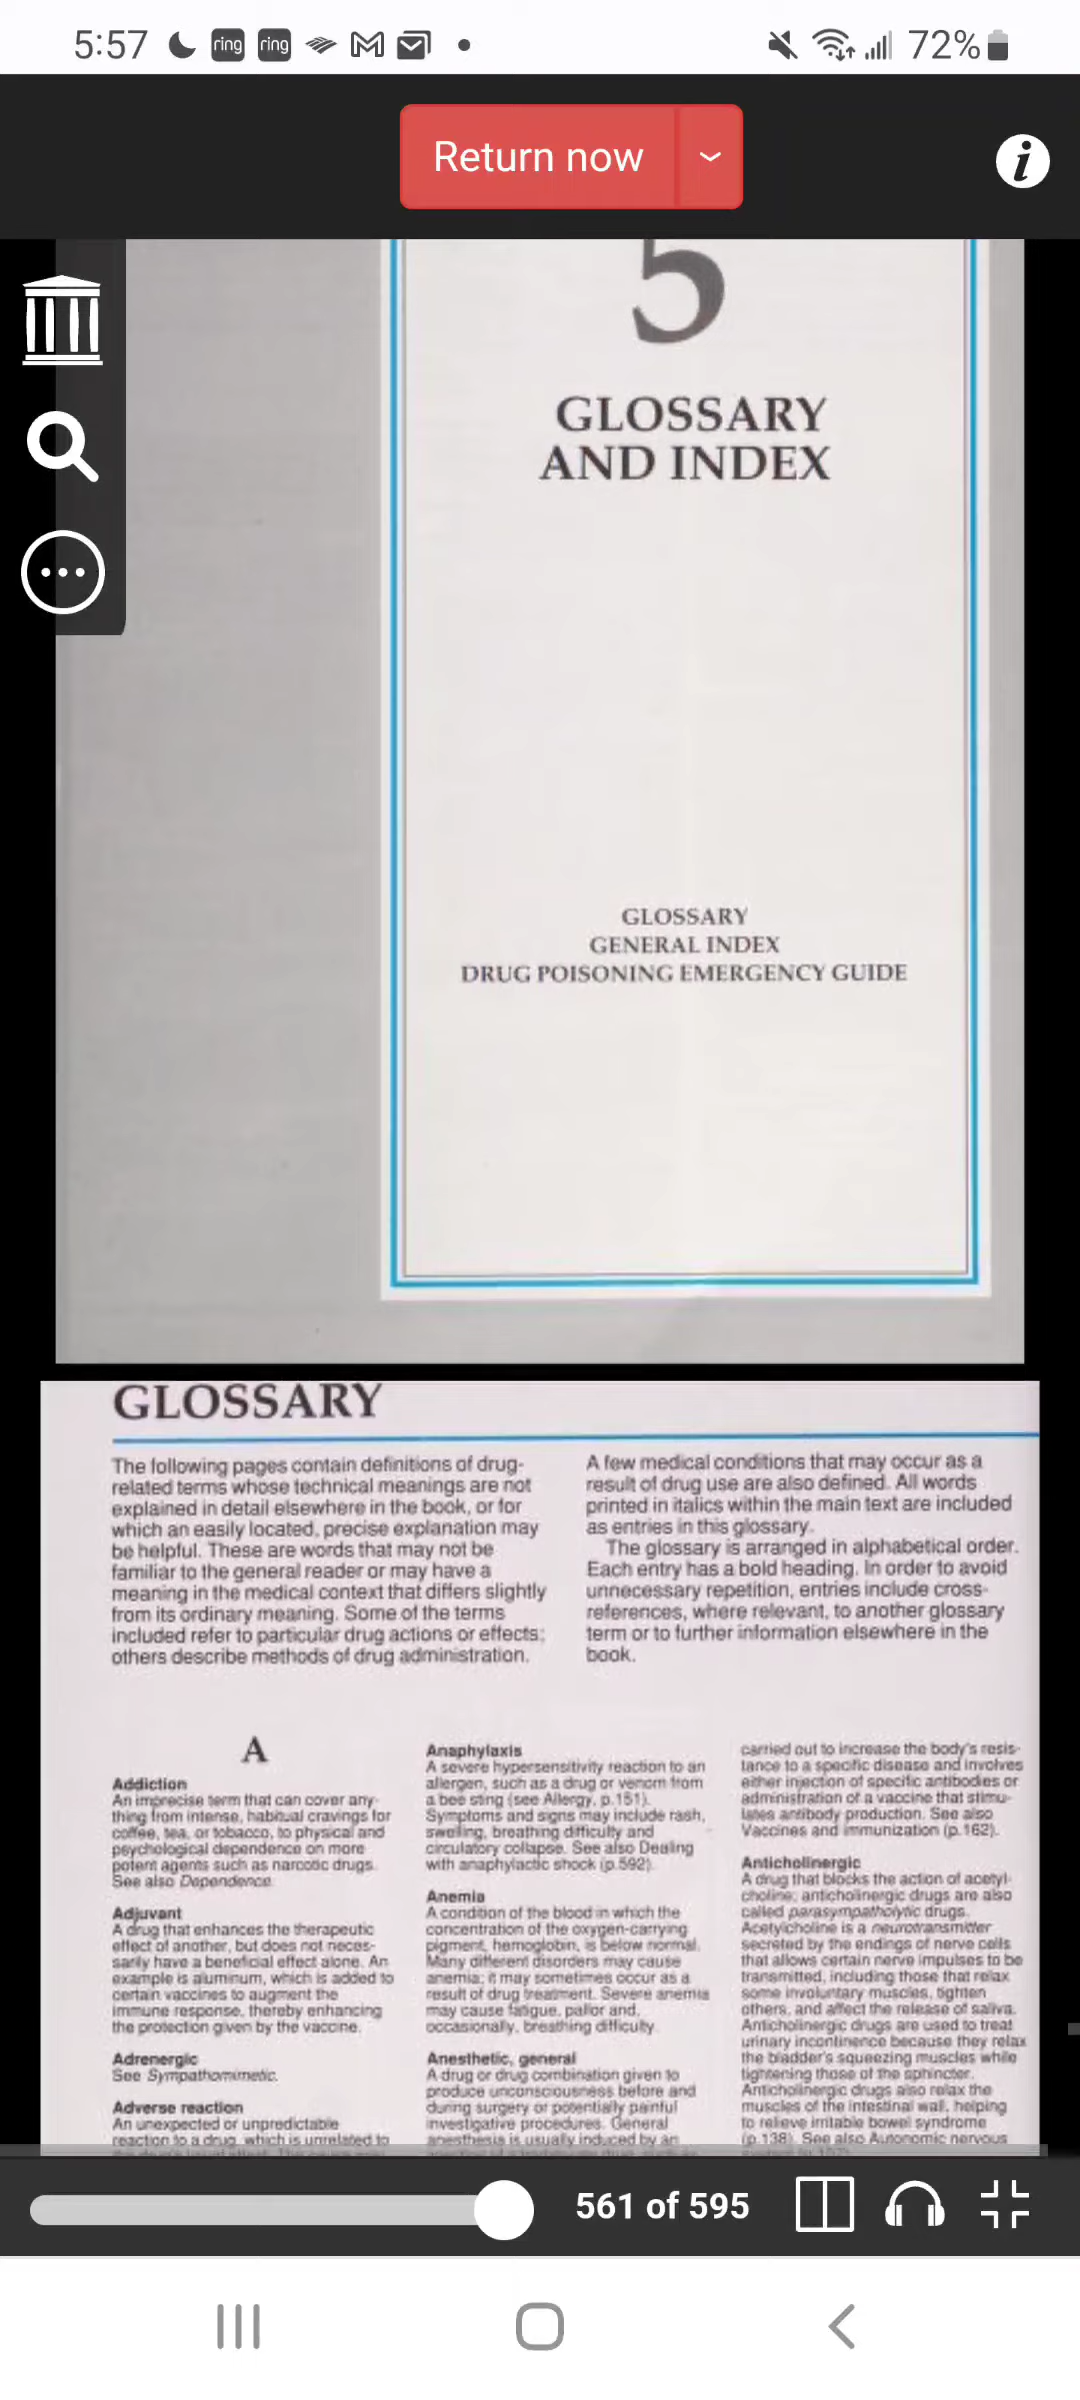 5:57
ring
ring
72%
Return now
i
5
GLOSSARY
AND INDEX
GLOSSARY
GENERAL INDEX
DRUG POISONING EMERGENCY GUIDE
GLOSSARY
The following pages contain definitions of drug-
related terms whose technical meanings are not
explained in detail elsewhere in the book, or for
which an easily located, precise explanation may
be helpful. These are words that may not be
familiar to the general reader or may have a
meaning in the medical context that differs slightly
from its ordinary meaning. Some of the terms
included refer to particular drug actions or effects;
others describe methods of drug administration.
A few medical conditions that may occur as a
result of drug use are also defined. All words
printed in italics within the main text are included
as entries in this glossary.
The glossary is arranged in alphabetical order.
Each entry has a bold heading. In order to avoid
unnecessary repetition, entries include cross-
references, where relevant, to another glossary
term or to further information elsewhere in the
book.
A
Addiction
An imprecise term that can cover any-
thing from intense, habitual cravings for
coffee, tea, or tobacco, to physical and
psychological dependence on more
potent agents such as narcotic drugs.
See also Dependence.
Adjuvant
A drug that enhances the therapeutic
effect of another, but does not neces-
sarily have a beneficial effect alone. An
example is aluminum, which is added to
certain vaccines to augment the
immune response, thereby enhancing
the protection given by the vaccine.
Adrenergic
See Sympathomimetic.
Adverse reaction
An unexpected or unpredictable
reaction to a drug, which is unrelated to
Anaphylaxis
A severe hypersensitivity reaction to an
allergen, such as a drug or venom from
a bee sting (see Allergy, p.151).
Symptoms and signs may include rash,
swelling, breathing difficulty and
circulatory collapse. See also Dealing
with anaphylactic shock (p.592).
Anemia
A condition of the blood in which the
concentration of the oxygen-carrying
pigment, hemoglobin, is below normal.
Many different disorders may cause
anemia; it may sometimes occur as a
result of drug treatment. Severe anemia
may cause fatigue, pallor and,
occasionally, breathing difficulty.
Anesthetic, general
A drug or drug combination given to
produce unconsciousness before and
during surgery or potentially painful
investigative procedures. General
anesthesia is usually induced by an
carried out to increase the body's resis-
tance to a specific disease and involves
either injection of specific antibodies or
administration of a vaccine that stimu-
lates antibody production. See also
Vaccines and immunization (p.162).
Anticholinergic
A drug that blocks the action of acetyl-
choline; anticholinergic drugs are also
called parasympatholytic drugs.
Acetylcholine is a neurotransmitter
secreted by the endings of nerve cells
that allows certain nerve impulses to be
transmitted, including those that relax
some involuntary muscles, tighten
others, and affect the release of saliva.
Anticholinergic drugs are used to treat
urinary incontinence because they relax
the bladder's squeezing muscles while
tightening those of the sphincter.
Anticholinergic drugs also relax the
muscles of the intestinal wall, helping
to relieve irritable bowel syndrome
(p.138). See also Autonomic nervous
561 of 595